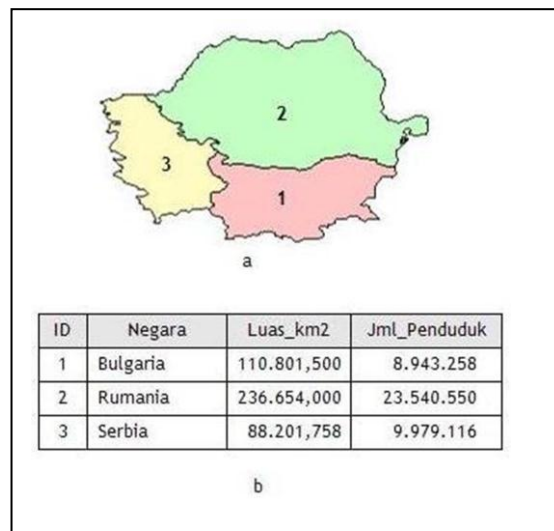 2
3
1
a
ID Negara Luas_km2 Jml_Penduduk
1 Bulgaria 110.801,500 8.943.258
2 Rumania 236.654,000 23.540.550
3 Serbia 88.201,758 9.979.116
b